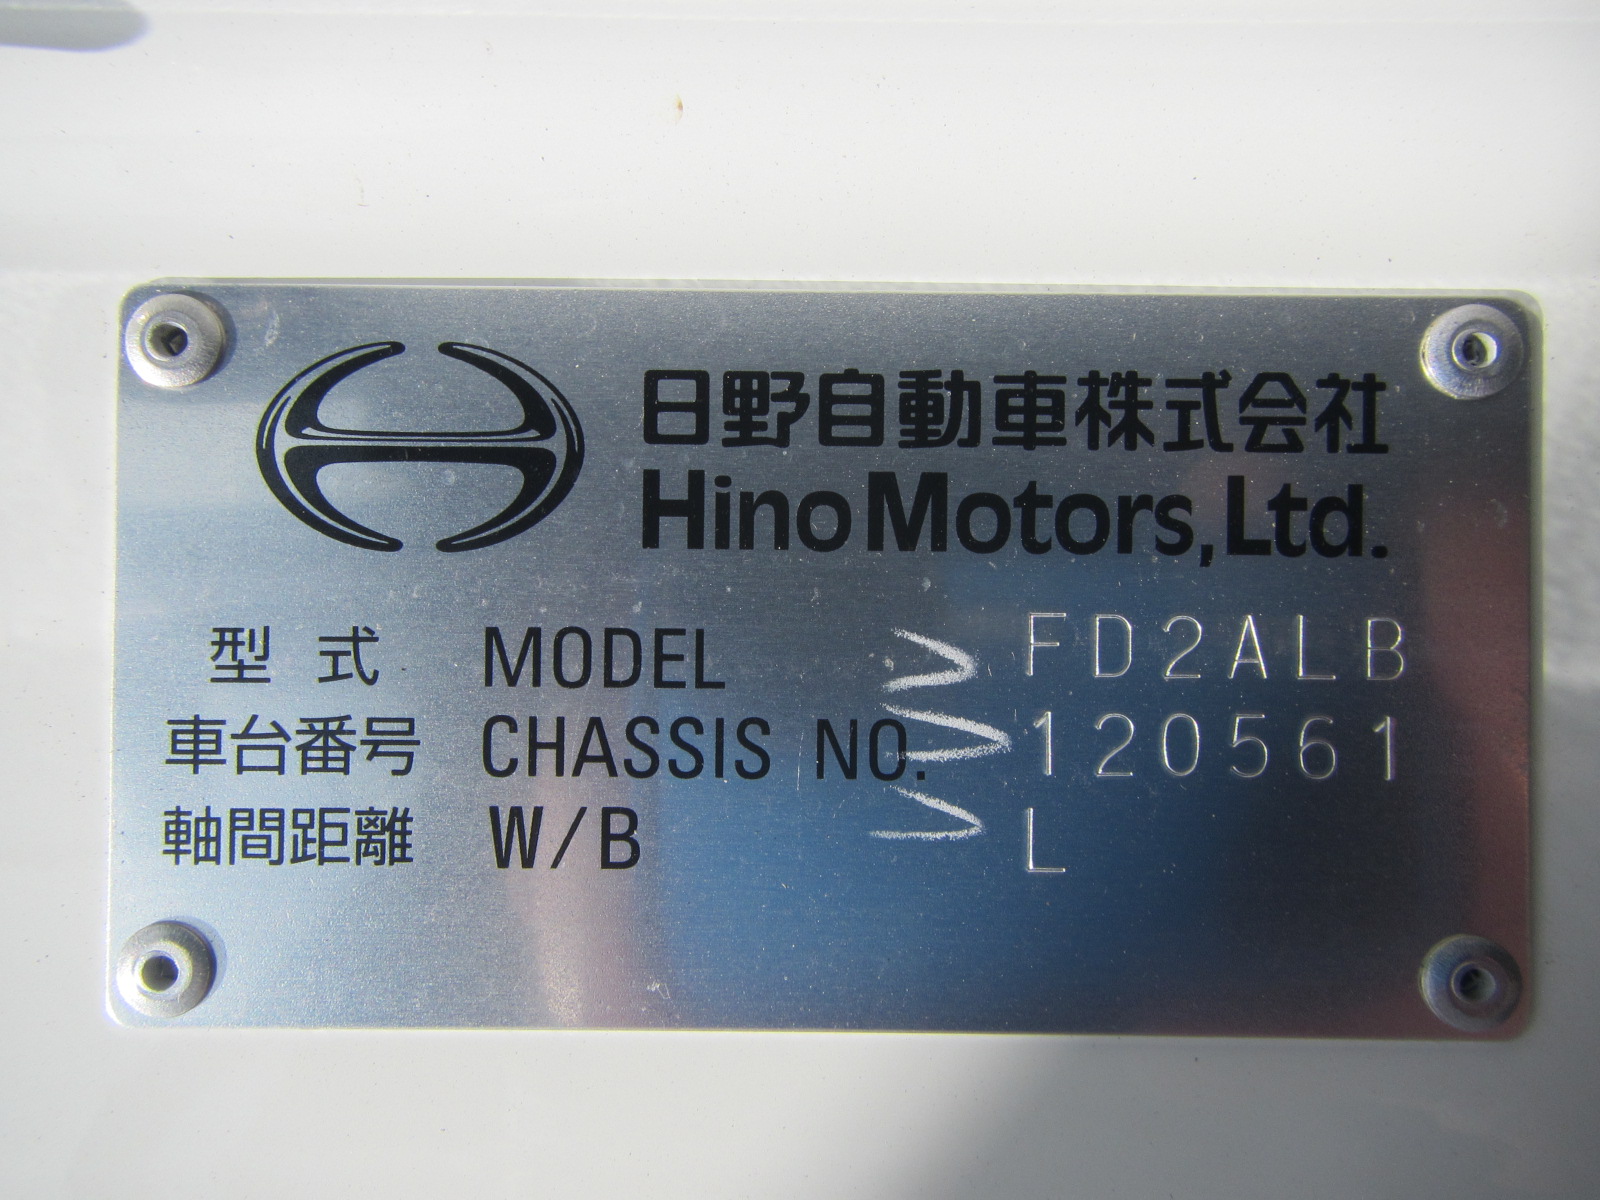 日野自動車株式会社
Hino Motors, Ltd.
型式 MODEL FD2ALB
車台番号 CHASSIS NO. 120561
軸間距離 W/B L